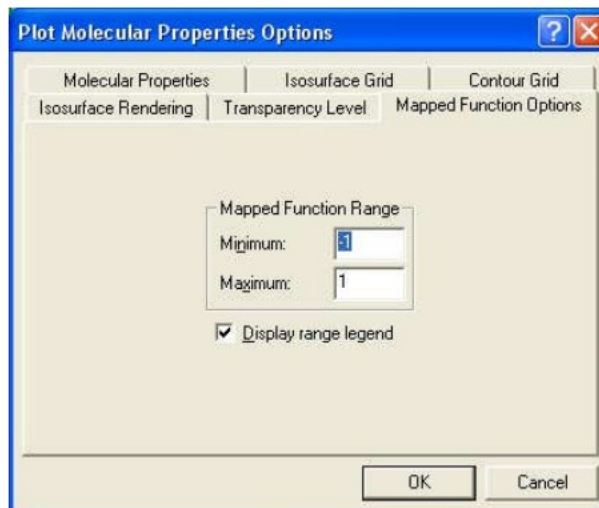 Plot Molecular Properties Options
Molecular Properties Isosurface Grid Contour Grid
Isosurface Rendering Transparency Level Mapped Function Options
Mapped Function Range
Minimum: -1
Maximum: 1
Display range legend
OK Cancel